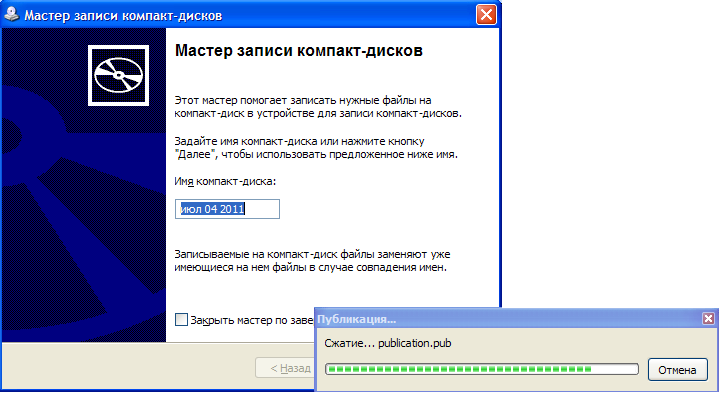 Мастер записи компакт-дисков
Мастер записи компакт-дисков
Этот мастер помогает записать нужные файлы на
компакт-диск в устройстве для записи компакт-дисков.
Задайте имя компакт-диска или нажмите кнопку
"Далее", чтобы использовать предложенное ниже имя.
Имя компакт-диска:
июл 04 2011
Записываемые на компакт-диск файлы заменяют уже
имеющиеся на нем файлы в случае совпадения имен.
Закрыть мастер по заве
< Назад
Публикация...
Сжатие... publication.pub
Отмена